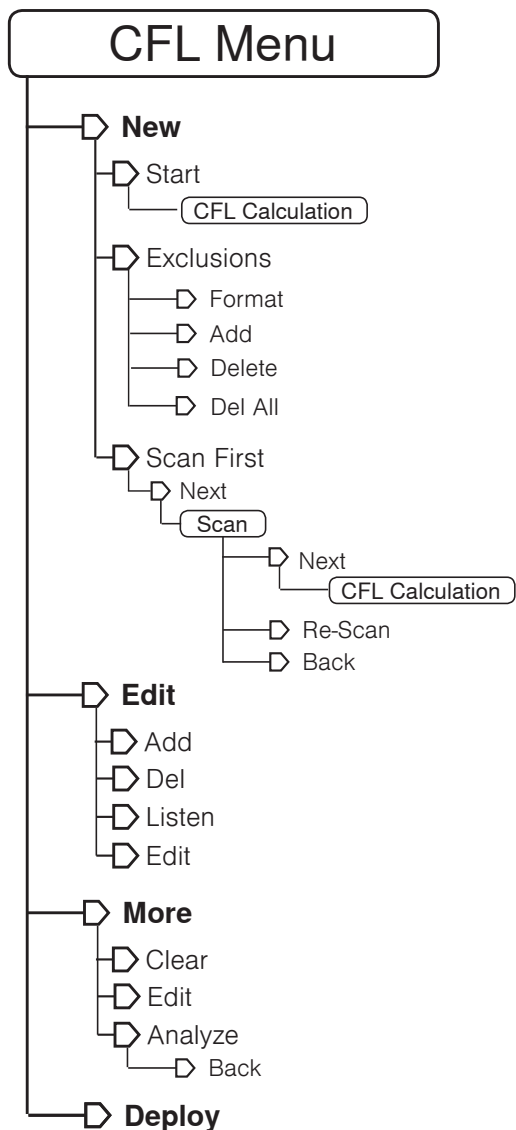 CFL Menu
New
Start
CFL Calculation
Exclusions
Format
Add
Delete
Del All
Scan First
Next
Scan
Next
CFL Calculation
Re-Scan
Back
Edit
Add
Del
Listen
Edit
More
Clear
Edit
Analyze
Back
Deploy